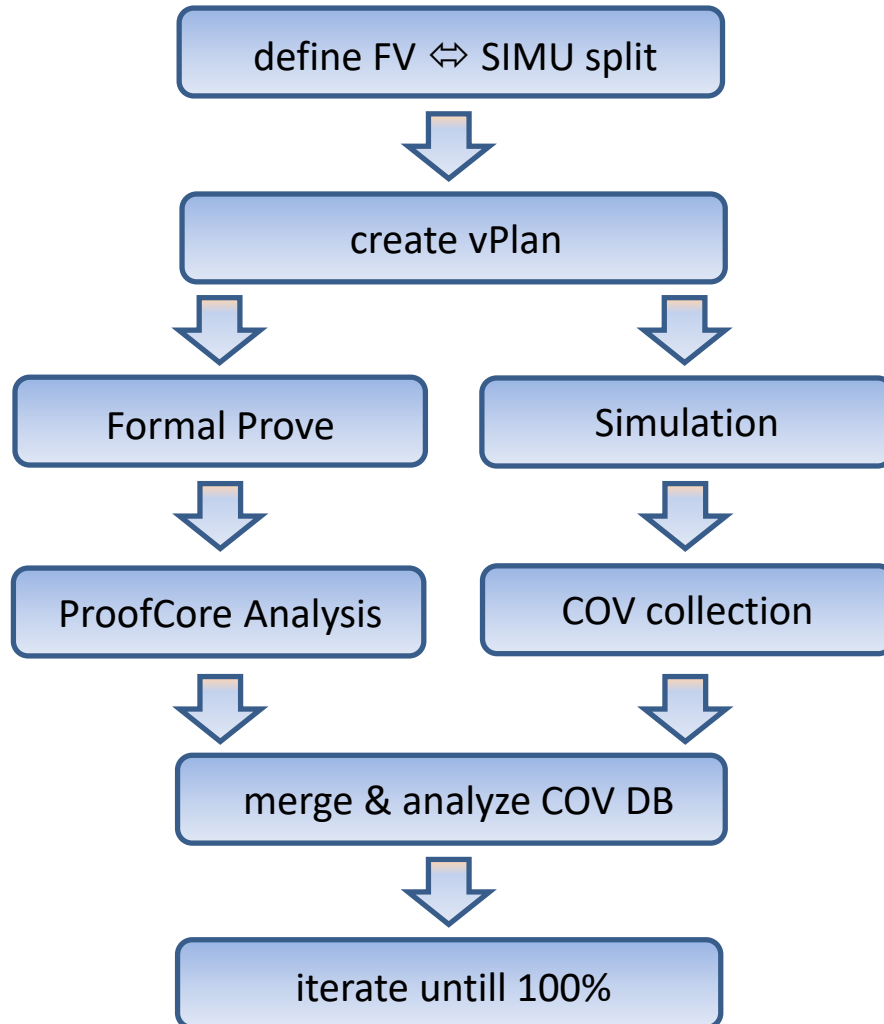 define FV ⇔ SIMU split
create vPlan
Formal Prove
Simulation
ProofCore Analysis
COV collection
merge & analyze COV DB
iterate untill 100%